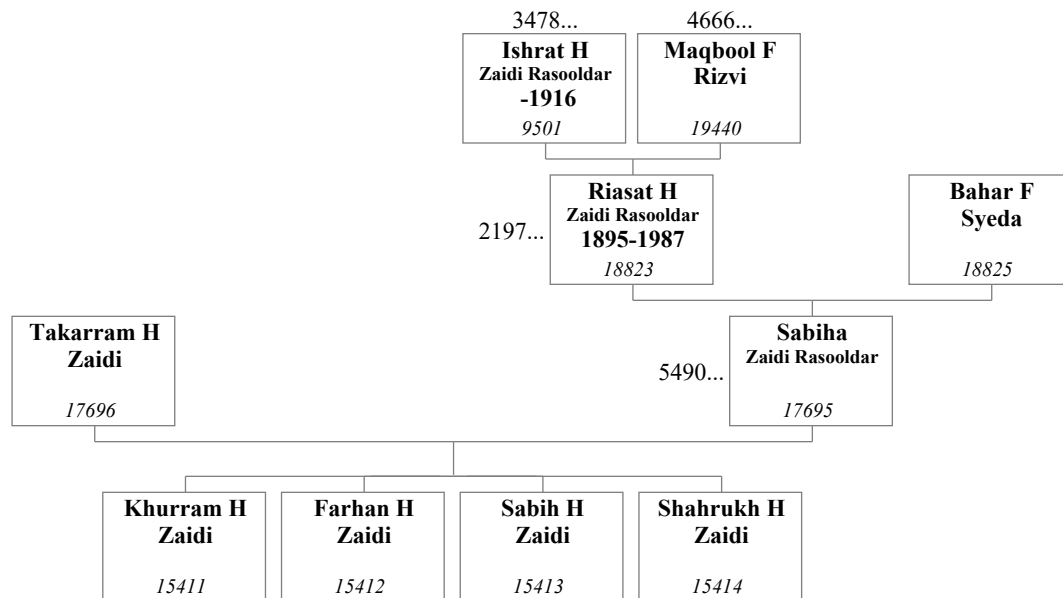 3478...
4666...
Ishrat H
Zaidi Rasooldar
-1916
9501
Maqbool F
Rizvi
19440
2197...
Riasat H
Zaidi Rasooldar
1895-1987
18823
Bahar F
Syeda
18825
Takarram H
Zaidi
17696
5490...
Sabiha
Zaidi Rasooldar
17695
Khurram H
Zaidi
15411
Farhan H
Zaidi
15412
Sabih H
Zaidi
15413
Shahrukh H
Zaidi
15414